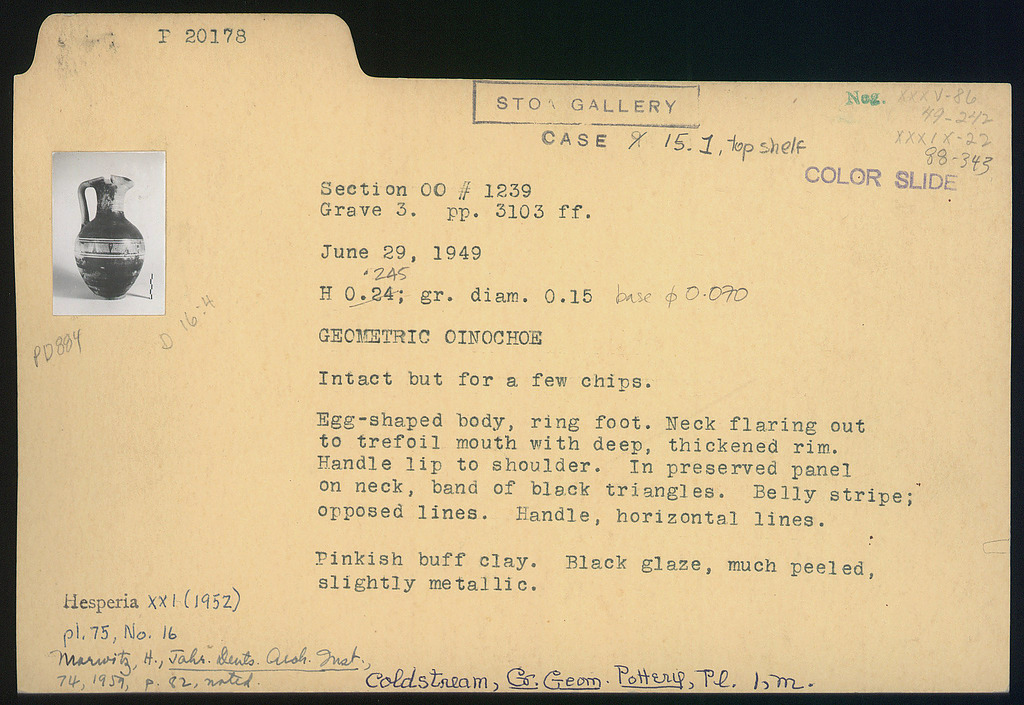 P 20178
STOA GALLERY
CASE 15.1, top shelf
Neg. XXXV-86
49-242
XXXIX-22
88-343
COLOR SLIDE
Section OO # 1239
Grave 3. pp. 3103 ff.
June 29, 1949
.245
H 0.24; gr. diam. 0.15 base ϕ 0.070
PD884
D 16:4
GEOMETRIC OINOCHOE
Intact but for a few chips.
Egg-shaped body, ring foot. Neck flaring out
to trefoil mouth with deep, thickened rim.
Handle lip to shoulder. In preserved panel
on neck, band of black triangles. Belly stripe;
opposed lines. Handle, horizontal lines.
Pinkish buff clay. Black glaze, much peeled,
slightly metallic.
Hesperia XXI (1952)
pl. 75, No. 16
Marwitz, H., Jahr. Deuts. Arch. Inst.,
74, 1959, p. 82, noted.
Coldstream, Gr. Geom. Pottery, Pl. 1, m.